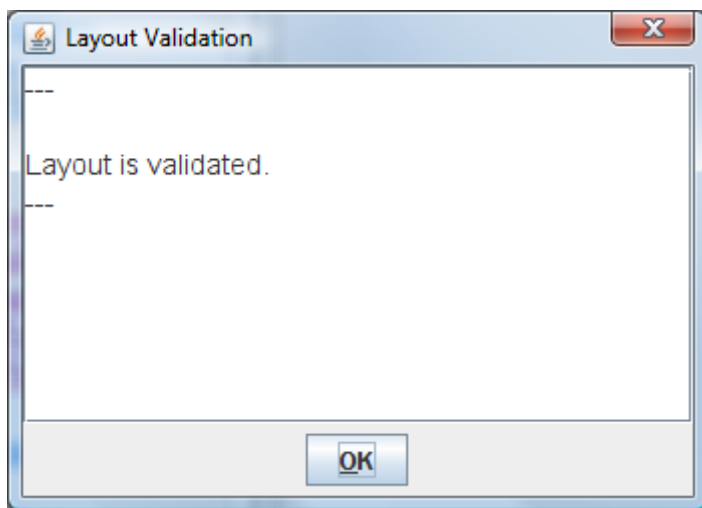 Layout Validation
---
Layout is validated.
---
OK